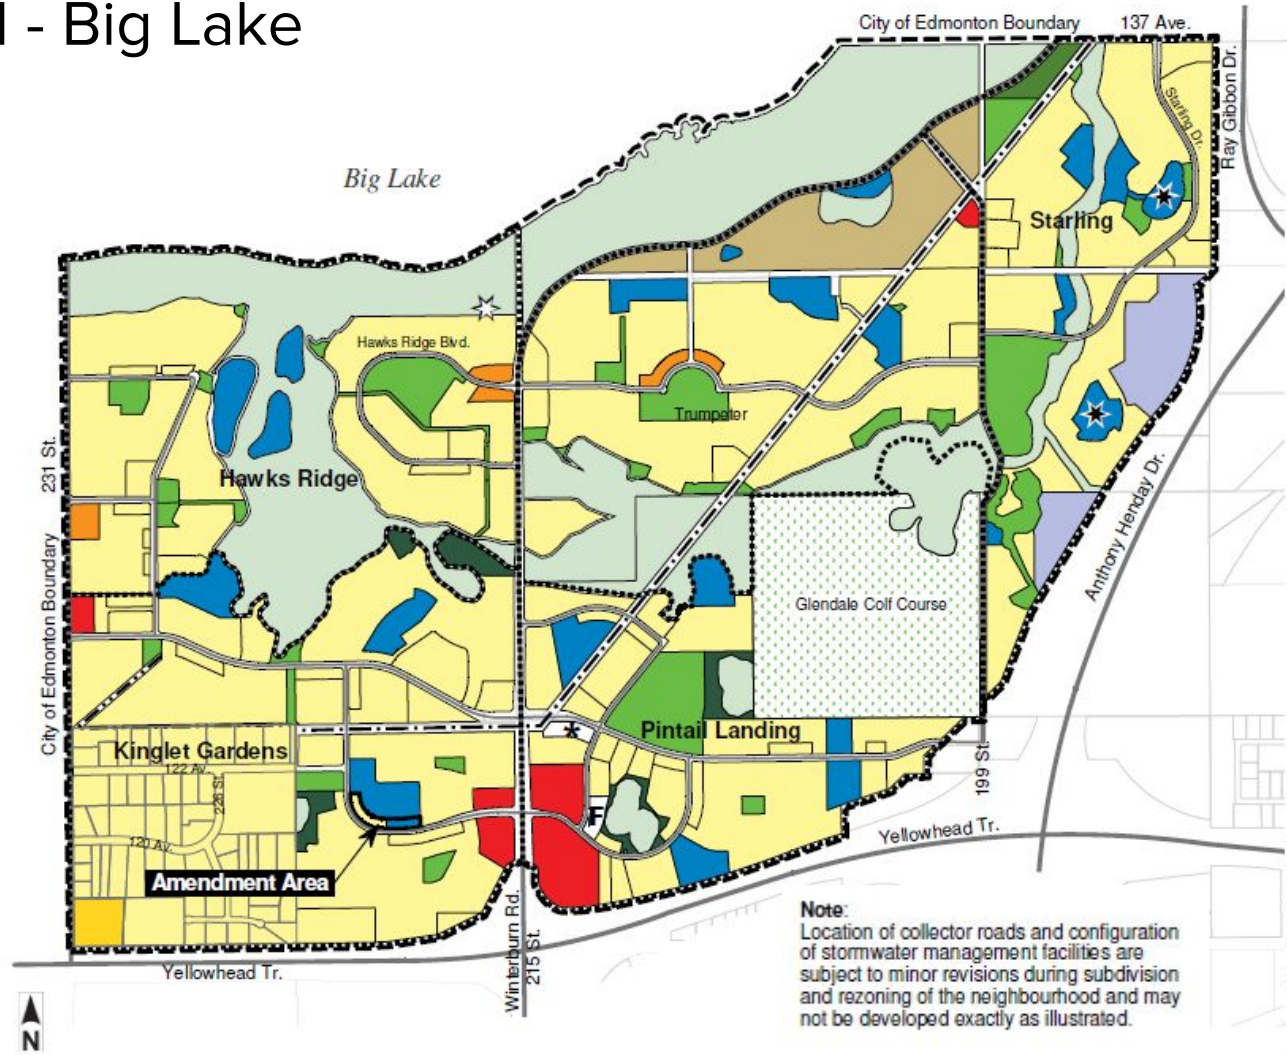 - Big Lake
City of Edmonton Boundary
137 Ave.
Ray Gibbon Dr.
Starling Dr.
Big Lake
Starling
Hawks Ridge Blvd.
Trumpeter
231 St.
Hawks Ridge
Anthony Henday Dr.
City of Edmonton Boundary
Glendale Colf Course
Pintail Landing
*
Kinglet Gardens
122 Av.
226 St.
199 St.
F
120 Av.
Yellowhead Tr.
Amendment Area
Winterburn Rd.
215 St.
Yellowhead Tr.
Note:
Location of collector roads and configuration
of stormwater management facilities are
subject to minor revisions during subdivision
and rezoning of the neighbourhood and may
not be developed exactly as illustrated.
N